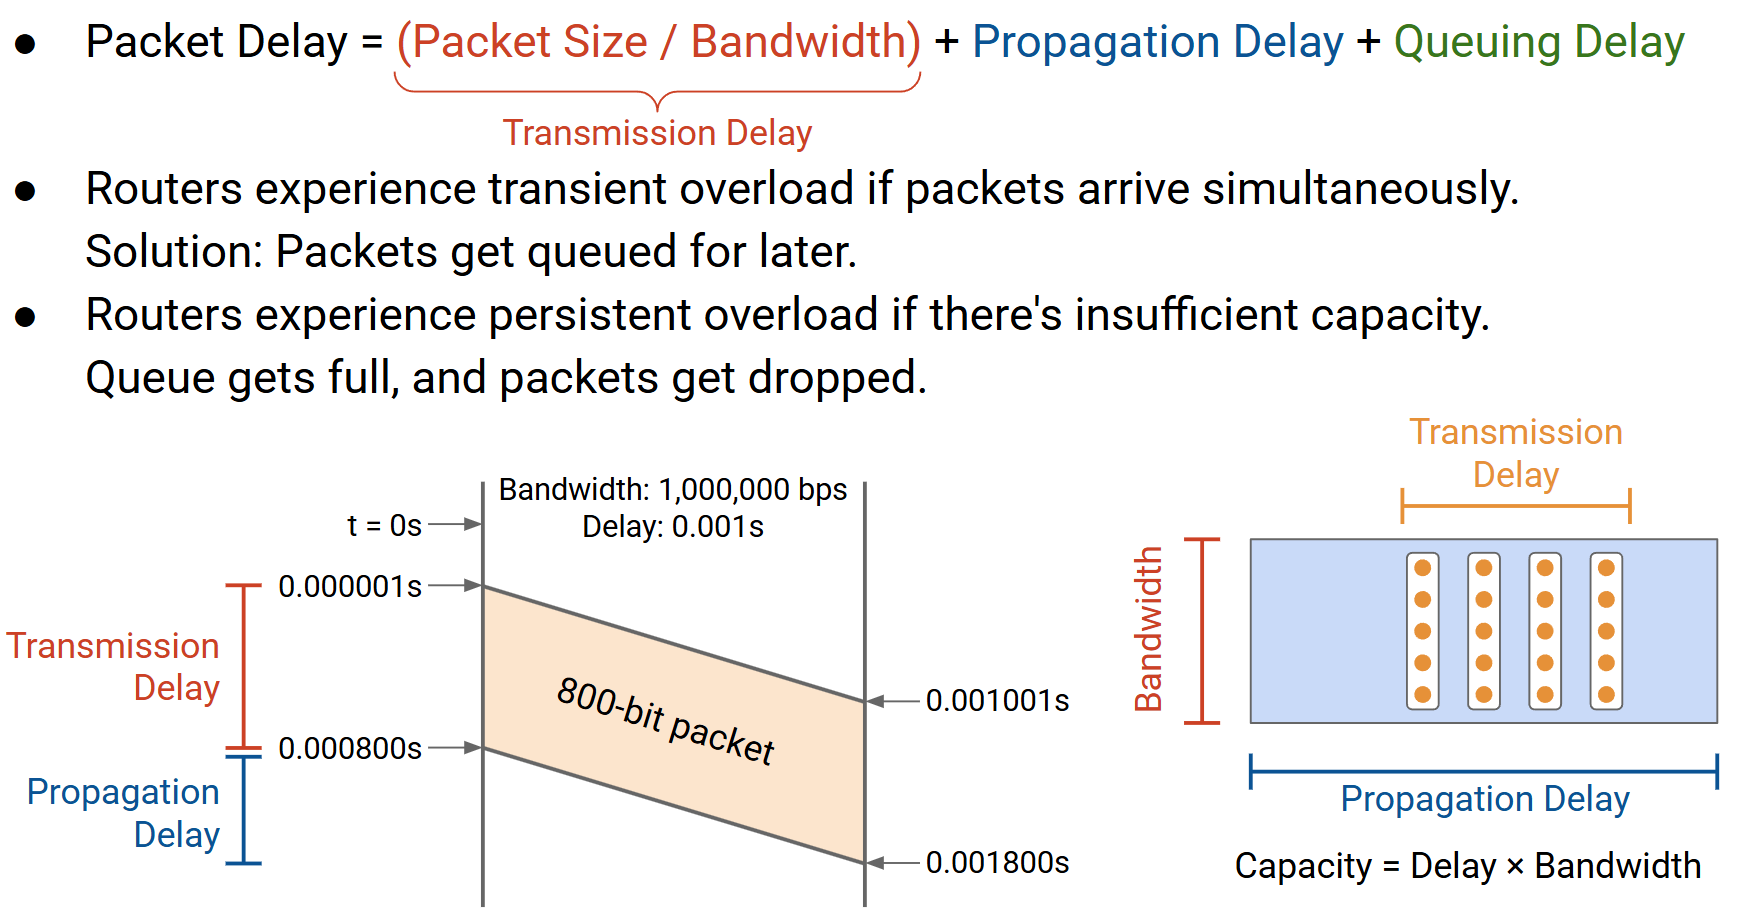 ● Packet Delay = (Packet Size / Bandwidth) + Propagation Delay + Queuing Delay
Transmission Delay
● Routers experience transient overload if packets arrive simultaneously.
Solution: Packets get queued for later.
● Routers experience persistent overload if there's insufficient capacity.
Queue gets full, and packets get dropped.
Bandwidth: 1,000,000 bps
Delay: 0.001s
t = 0s
0.000001s
Transmission
Delay
0.000800s
Propagation
Delay
800-bit packet
0.001001s
0.001800s
Transmission
Delay
Bandwidth
Propagation Delay
Capacity = Delay × Bandwidth